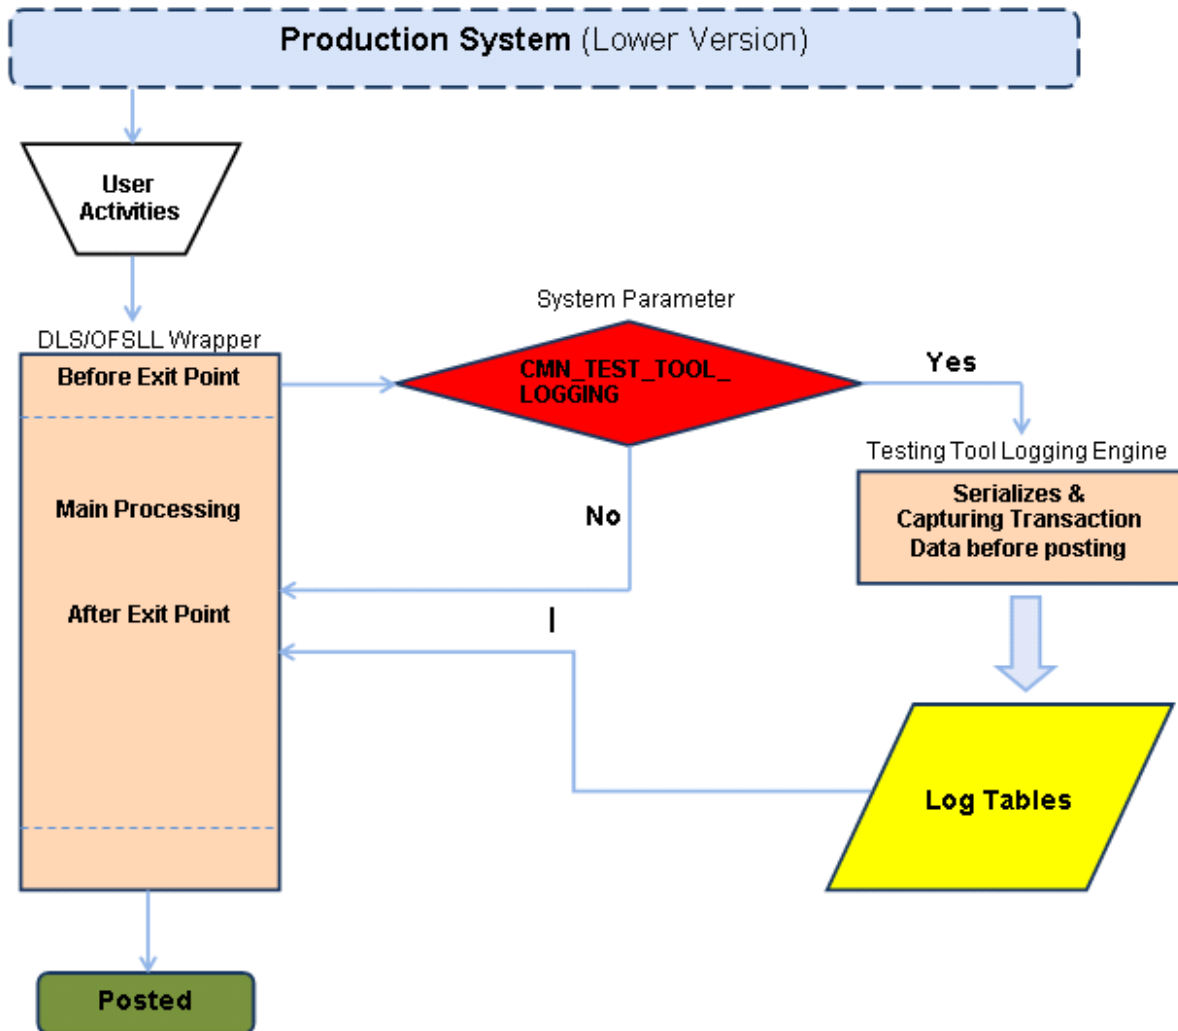 Production System (Lower Version)
User
Activities
System Parameter
DLS/OFSLL Wrapper
Before Exit Point
CMN_TEST_TOOL_
LOGGING
Yes
Testing Tool Logging Engine
Serializes &
Capturing Transaction
Data before posting
Main Processing
No
After Exit Point
|
Log Tables
Posted